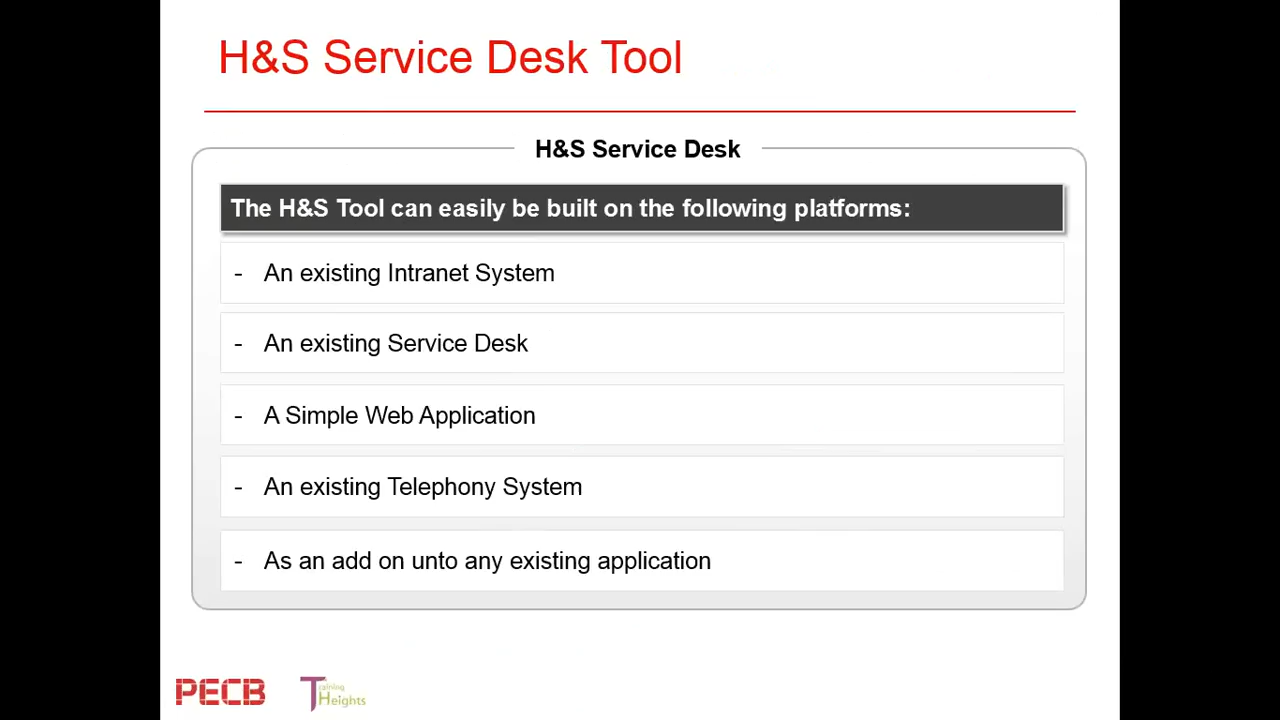 H&S Service Desk Tool
H&S Service Desk
The H&S Tool can easily be built on the following platforms:
- An existing Intranet System
- An existing Service Desk
- A Simple Web Application
- An existing Telephony System
- As an add on unto any existing application
PECB
Training
Heights